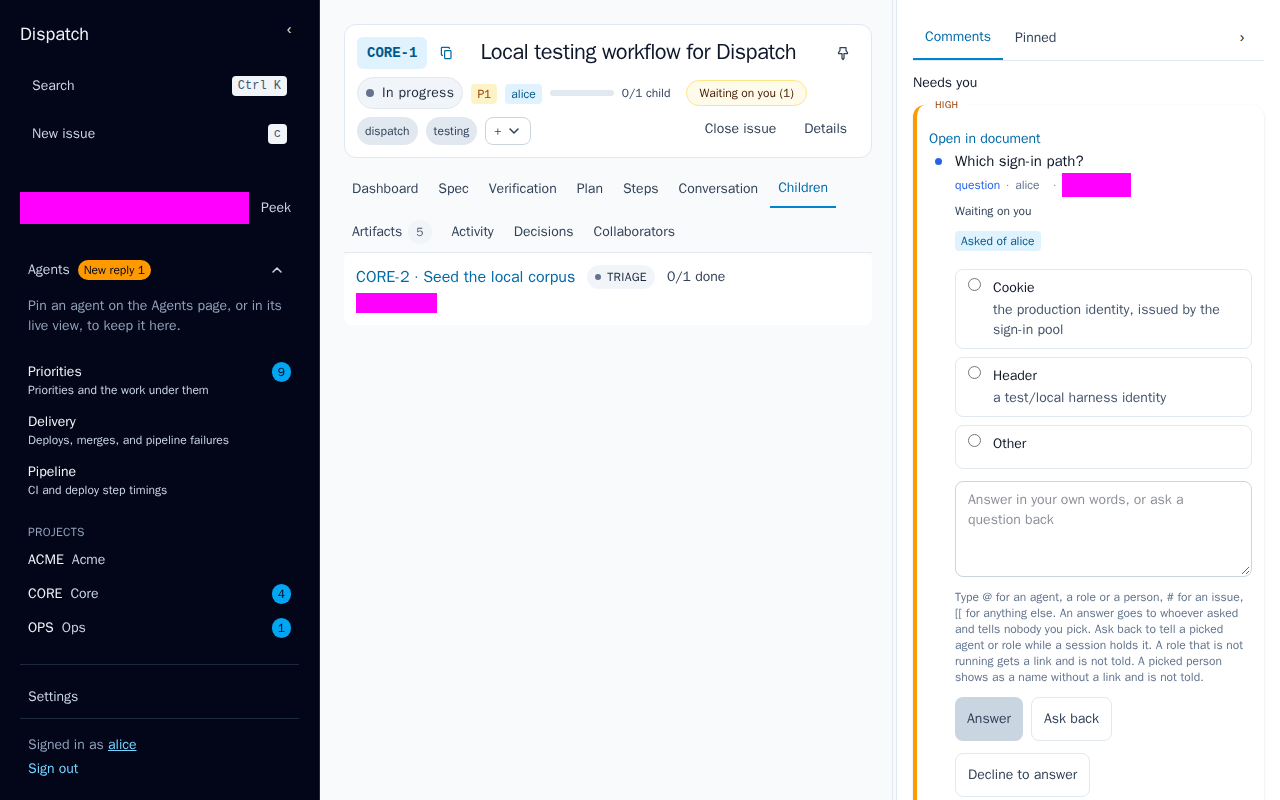 Dispatch
‹
Search
Ctrl K
New issue
C
Peek
Agents
New reply 1
Pin an agent on the Agents page, or in its
live view, to keep it here.
Priorities
9
Priorities and the work under them
Delivery
Deploys, merges, and pipeline failures
Pipeline
CI and deploy step timings
PROJECTS
ACME Acme
CORE Core
4
OPS Ops
1
Settings
Signed in as alice
Sign out
CORE-1
Local testing workflow for Dispatch
In progress
P1
alice
0/1 child
Waiting on you (1)
dispatch
testing
+
Close issue
Details
Dashboard
Spec
Verification
Plan
Steps
Conversation
Children
Artifacts 5
Activity
Decisions
Collaborators
CORE-2 · Seed the local corpus
TRIAGE
0/1 done
Comments
Pinned
›
Needs you
HIGH
Open in document
Which sign-in path?
question · alice ·
Waiting on you
Asked of alice
Cookie
the production identity, issued by the
sign-in pool
Header
a test/local harness identity
Other
Answer in your own words, or ask a
question back
Type @ for an agent, a role or a person, # for an issue,
[[ for anything else. An answer goes to whoever asked
and tells nobody you pick. Ask back to tell a picked
agent or role while a session holds it. A role that is not
running gets a link and is not told. A picked person
shows as a name without a link and is not told.
Answer
Ask back
Decline to answer